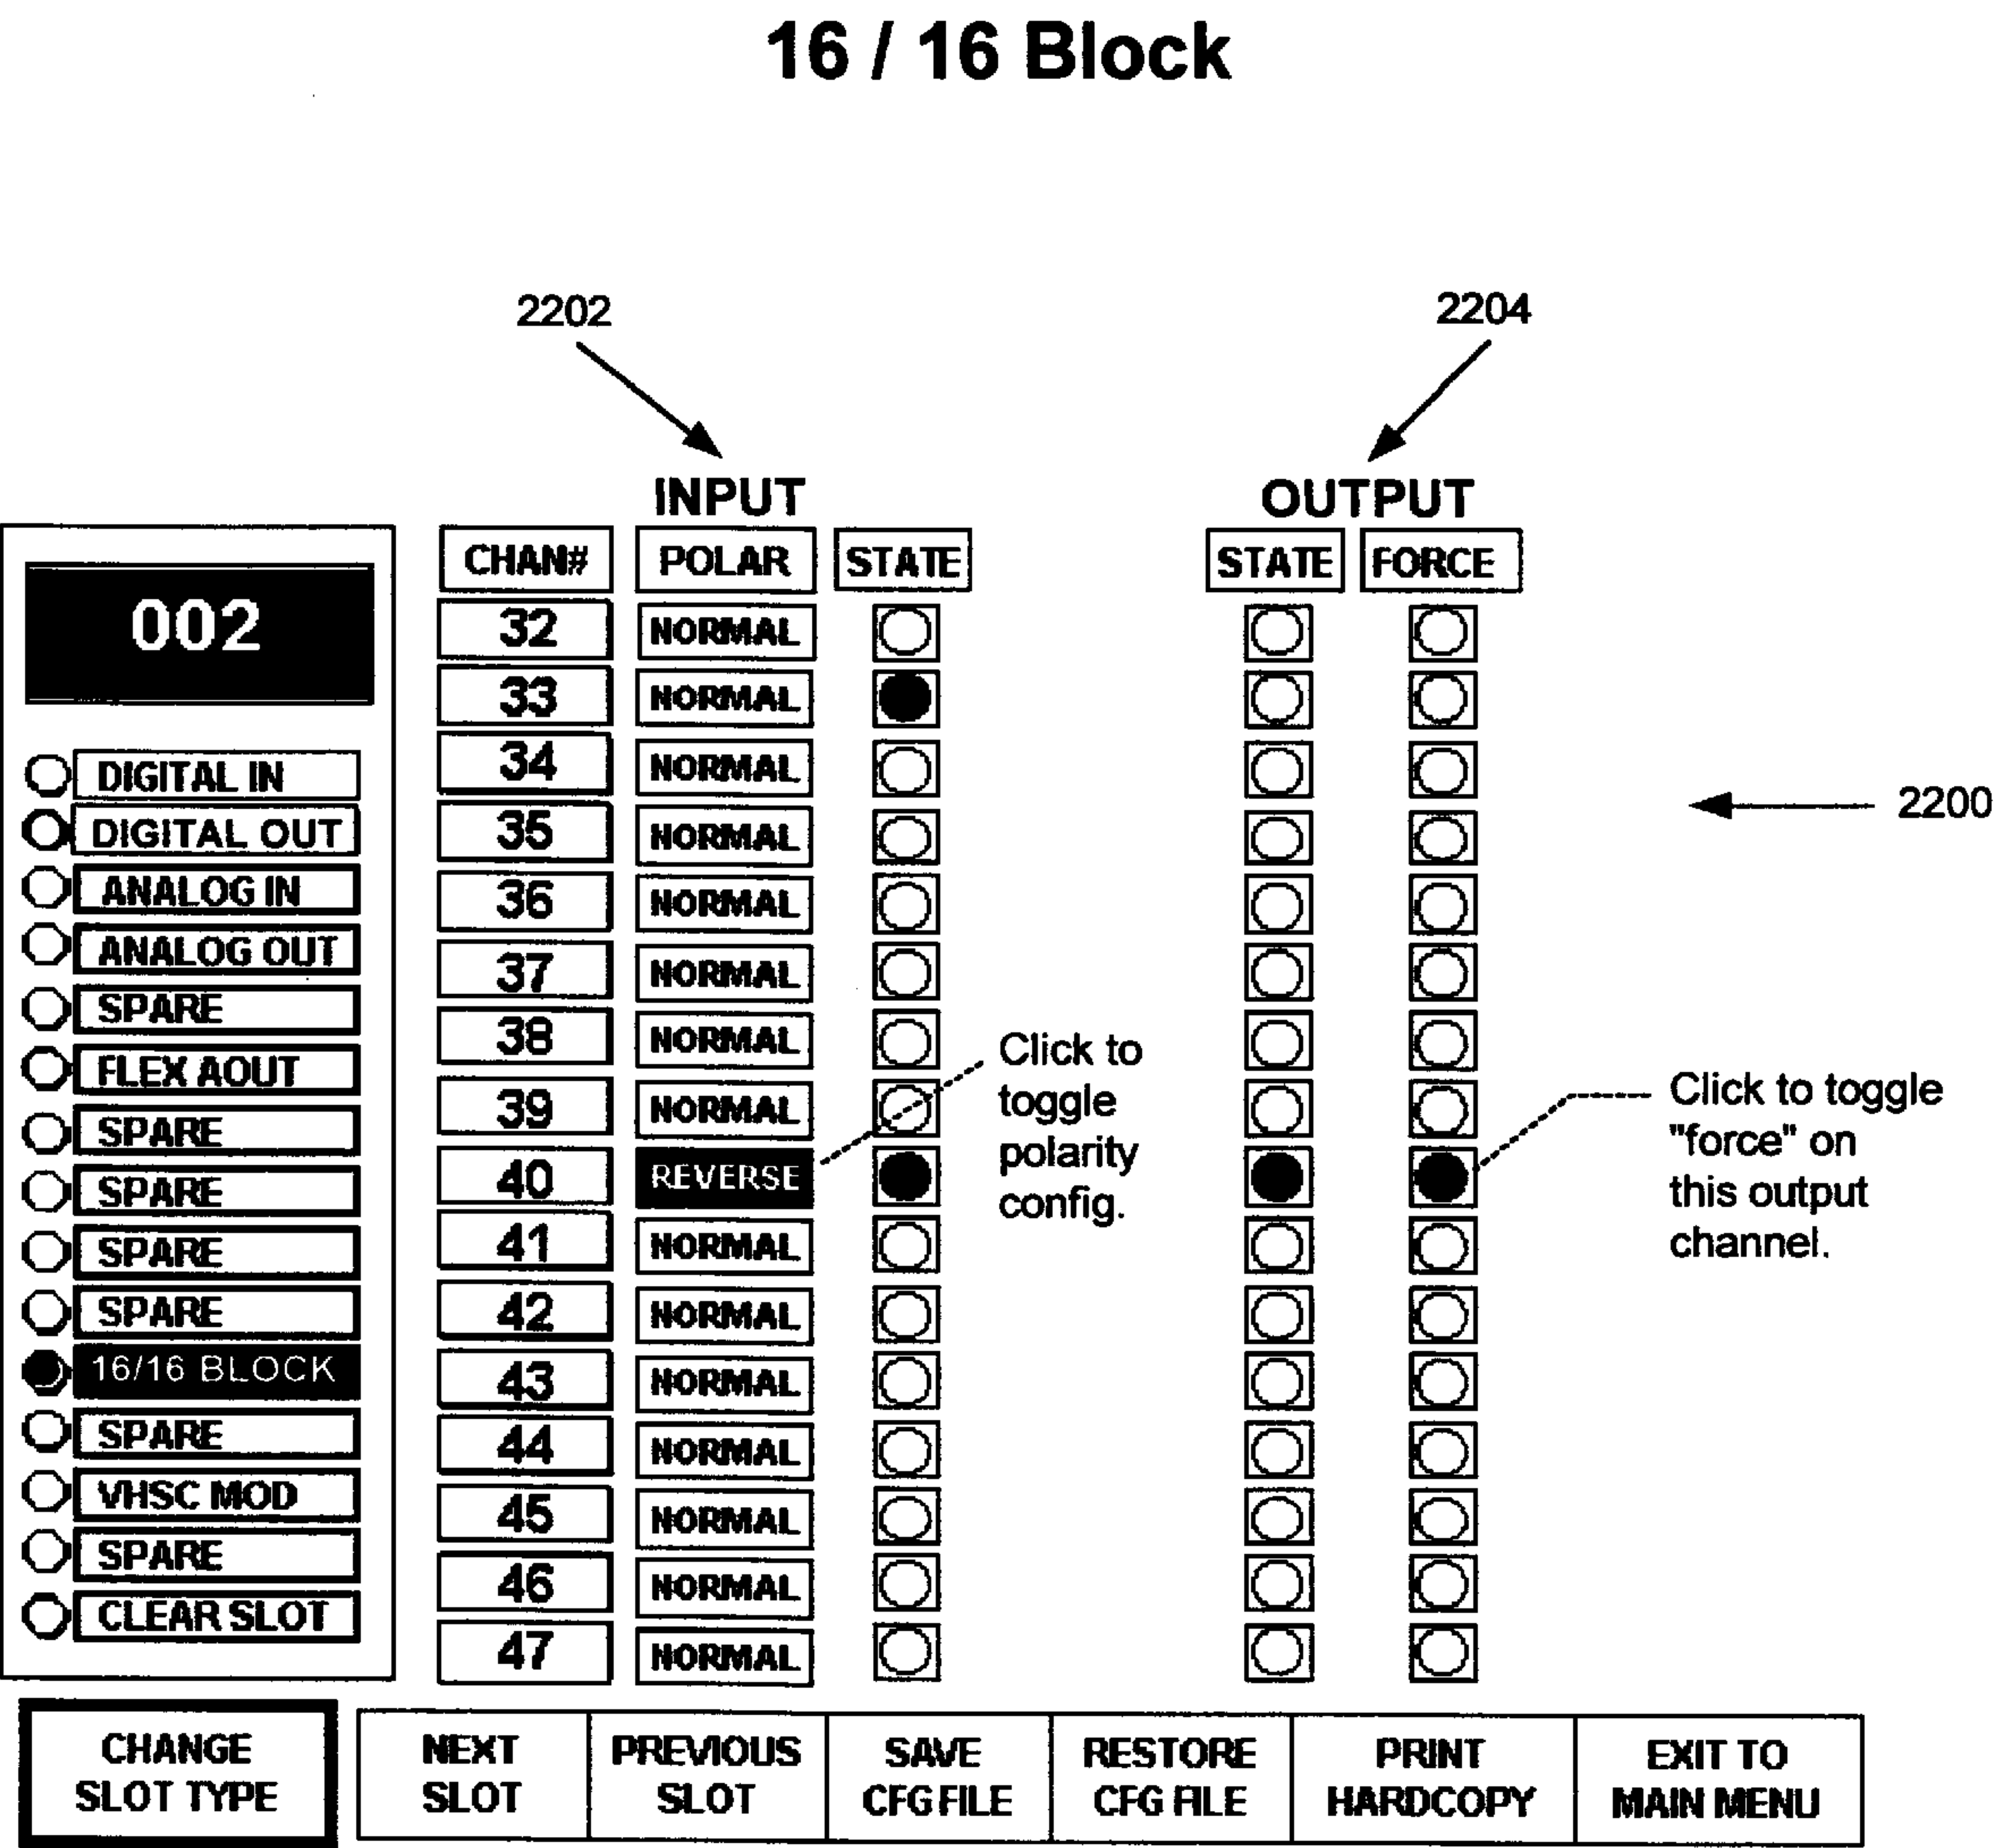 16 / 16 Block
2202
2204
INPUT
OUTPUT
CHAN# POLAR STATE STATE FORCE
002
32 NORMAL
33 NORMAL
34 NORMAL
35 NORMAL
36 NORMAL
37 NORMAL
38 NORMAL
39 NORMAL
40 REVERSE
41 NORMAL
42 NORMAL
43 NORMAL
44 NORMAL
45 NORMAL
46 NORMAL
47 NORMAL
DIGITAL IN
DIGITAL OUT
ANALOG IN
ANALOG OUT
SPARE
FLEX AOUT
SPARE
SPARE
SPARE
SPARE
16/16 BLOCK
SPARE
VHSC MOD
SPARE
CLEAR SLOT
2200
Click to
toggle
polarity
config.
Click to toggle
"force" on
this output
channel.
CHANGE
SLOT TYPE
NEXT
SLOT
PREVIOUS
SLOT
SAVE
CFG FILE
RESTORE
CFG FILE
PRINT
HARDCOPY
EXIT TO
MAIN MENU